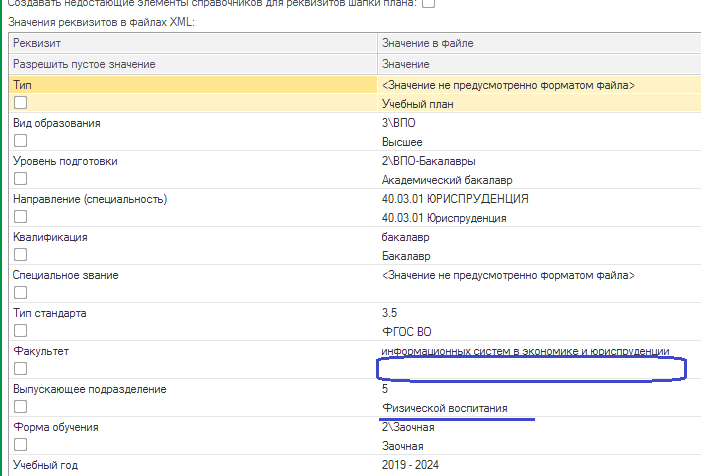 Создавать недостающие элементы справочников для реквизитов шапки плана:
Значения реквизитов в файлах XML:
Реквизит Значение в файле
Разрешить пустое значение Значение
Тип <Значение не предусмотренно форматом файла>
Учебный план
Вид образования 3\ВПО
Высшее
Уровень подготовки 2\ВПО-Бакалавры
Академический бакалавр
Направление (специальность) 40.03.01 ЮРИСПРУДЕНЦИЯ
40.03.01 Юриспруденция
Квалификация бакалавр
Бакалавр
Специальное звание <Значение не предусмотренно форматом файла>
Тип стандарта 3.5
ФГОС ВО
Факультет информационных систем в экономике и юриспруденции
Выпускающее подразделение 5
Физической воспитания
Форма обучения 2\Заочная
Заочная
Учебный год 2019 - 2024